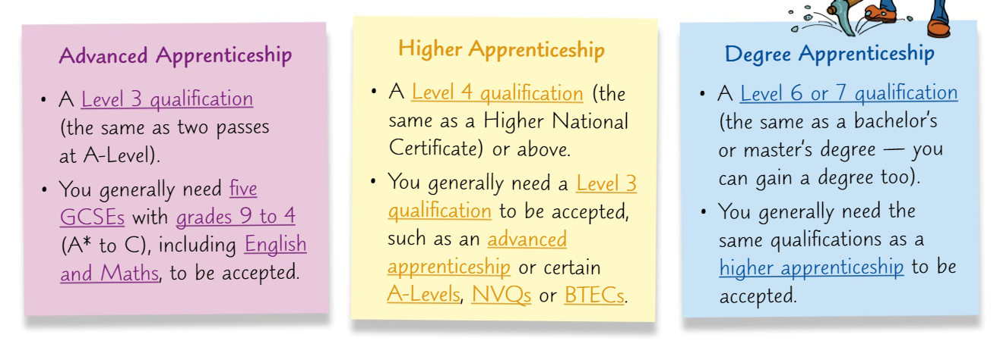 Advanced Apprenticeship
• A Level 3 qualification
(the same as two passes
at A-Level).
• You generally need five
GCSEs with grades 9 to 4
(A* to C), including English
and Maths, to be accepted.
Higher Apprenticeship
• A Level 4 qualification (the
same as a Higher National
Certificate) or above.
• You generally need a Level 3
qualification to be accepted,
such as an advanced
apprenticeship or certain
A-Levels, NVQs or BTECs.
Degree Apprenticeship
• A Level 6 or 7 qualification
(the same as a bachelor's
or master's degree — you
can gain a degree too).
• You generally need the
same qualifications as a
higher apprenticeship to be
accepted.